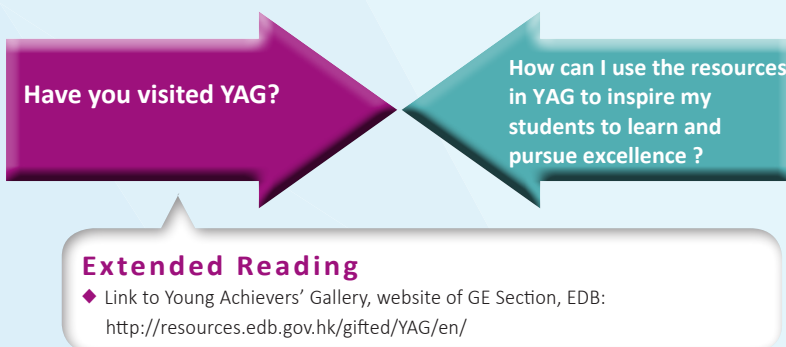 Have you visited YAG?
How can I use the resources
in YAG to inspire my
students to learn and
pursue excellence ?
Extended Reading
◆ Link to Young Achievers’ Gallery, website of GE Section, EDB:
http://resources.edb.gov.hk/gifted/YAG/en/